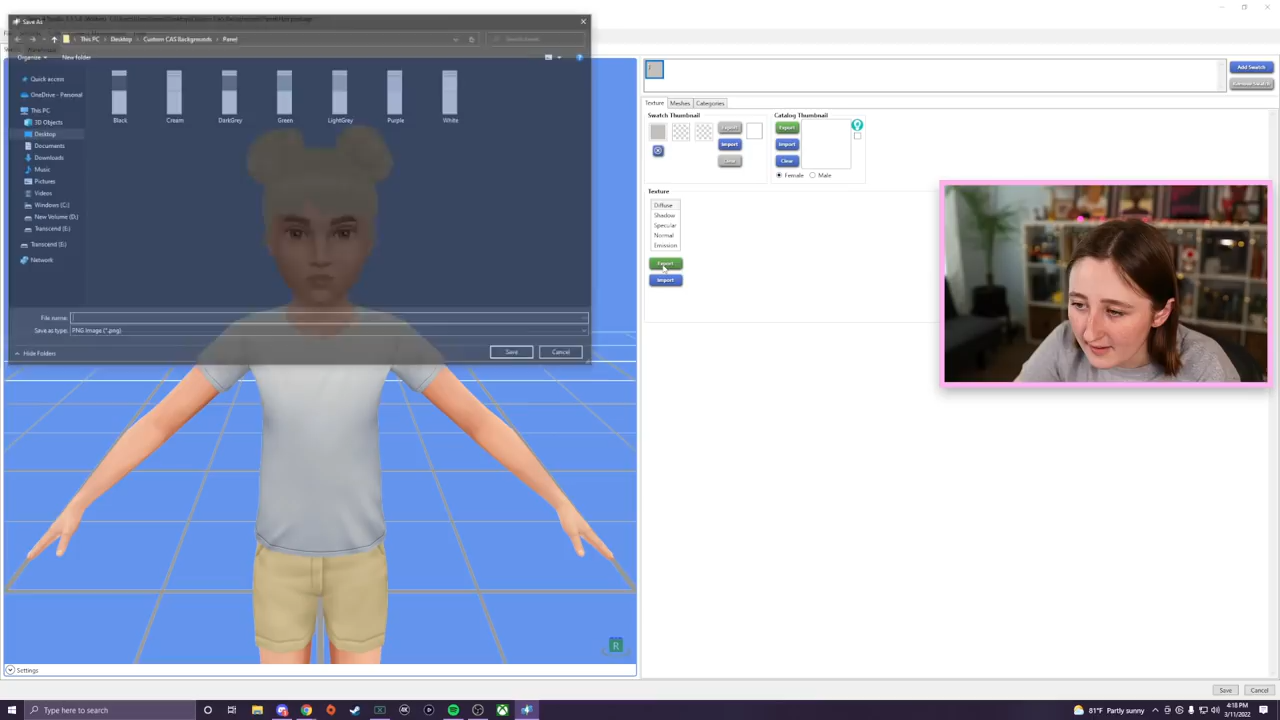 Save As
This PC
Desktop
Custom CAS Backgrounds
Panel
Organize
New folder
Quick access
OneDrive - Personal
This PC
3D Objects
Desktop
Documents
Downloads
Music
Pictures
Videos
Windows (C:)
New Volume (D:)
Transcend (E:)
Transcend (E:)
Network
Black
Cream
DarkGrey
Green
LightGrey
Purple
White
File name:
Save as type:
PNG Image (*.png)
Hide Folders
Save
Cancel
Add Swatch
Remove Swatch
Texture
Meshes
Categories
Swatch Thumbnail
Export
Import
Clear
Catalog Thumbnail
Export
Import
Clear
Female
Male
Texture
Diffuse
Shadow
Specular
Normal
Emission
Export
Import
R
Settings
Save
Cancel
Type here to search
81°F Partly sunny
4:18 PM
3/11/2022